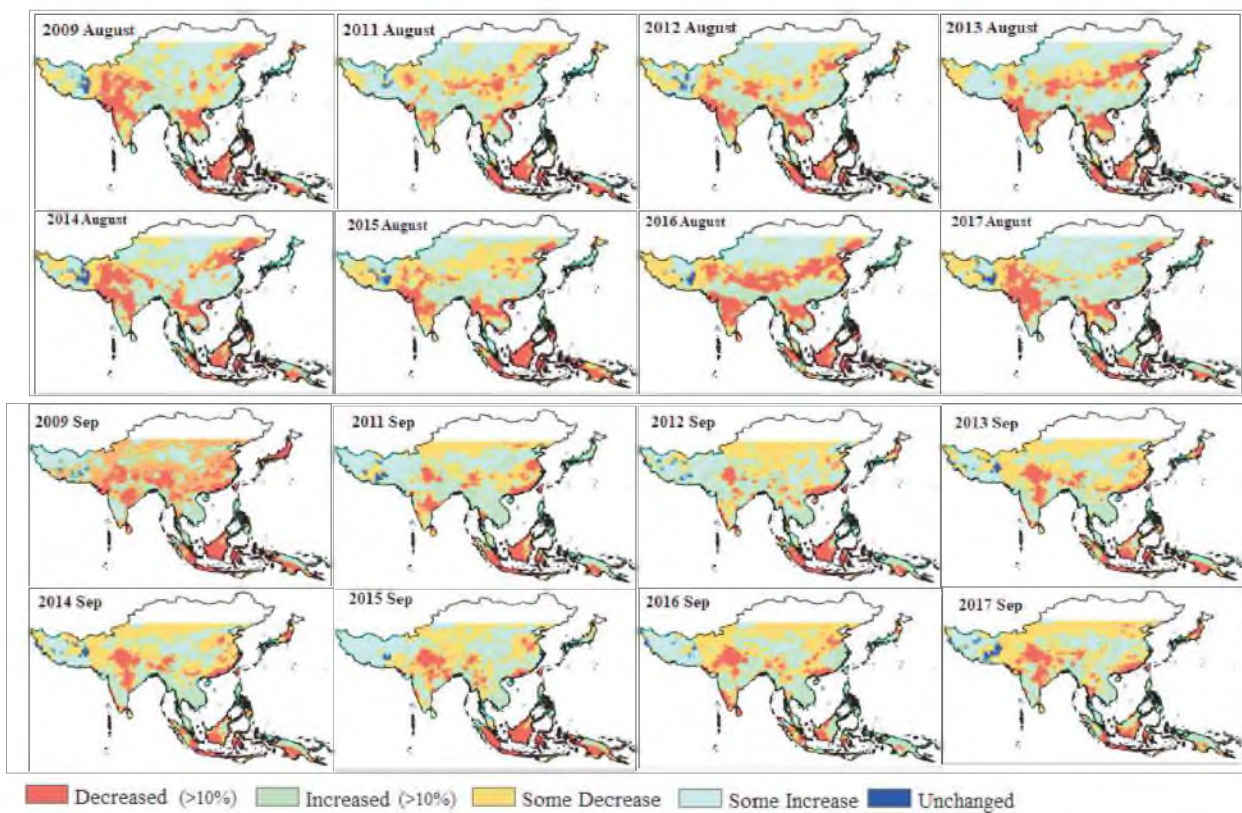 2009 August 2011 August 2012 August 2013 August
2014 August 2015 August 2016 August 2017 August
2009 Sep 2011 Sep 2012 Sep 2013 Sep
2014 Sep 2015 Sep 2016 Sep 2017 Sep
Decreased (>10%) Increased (>10%) Some Decrease Some Increase Unchanged